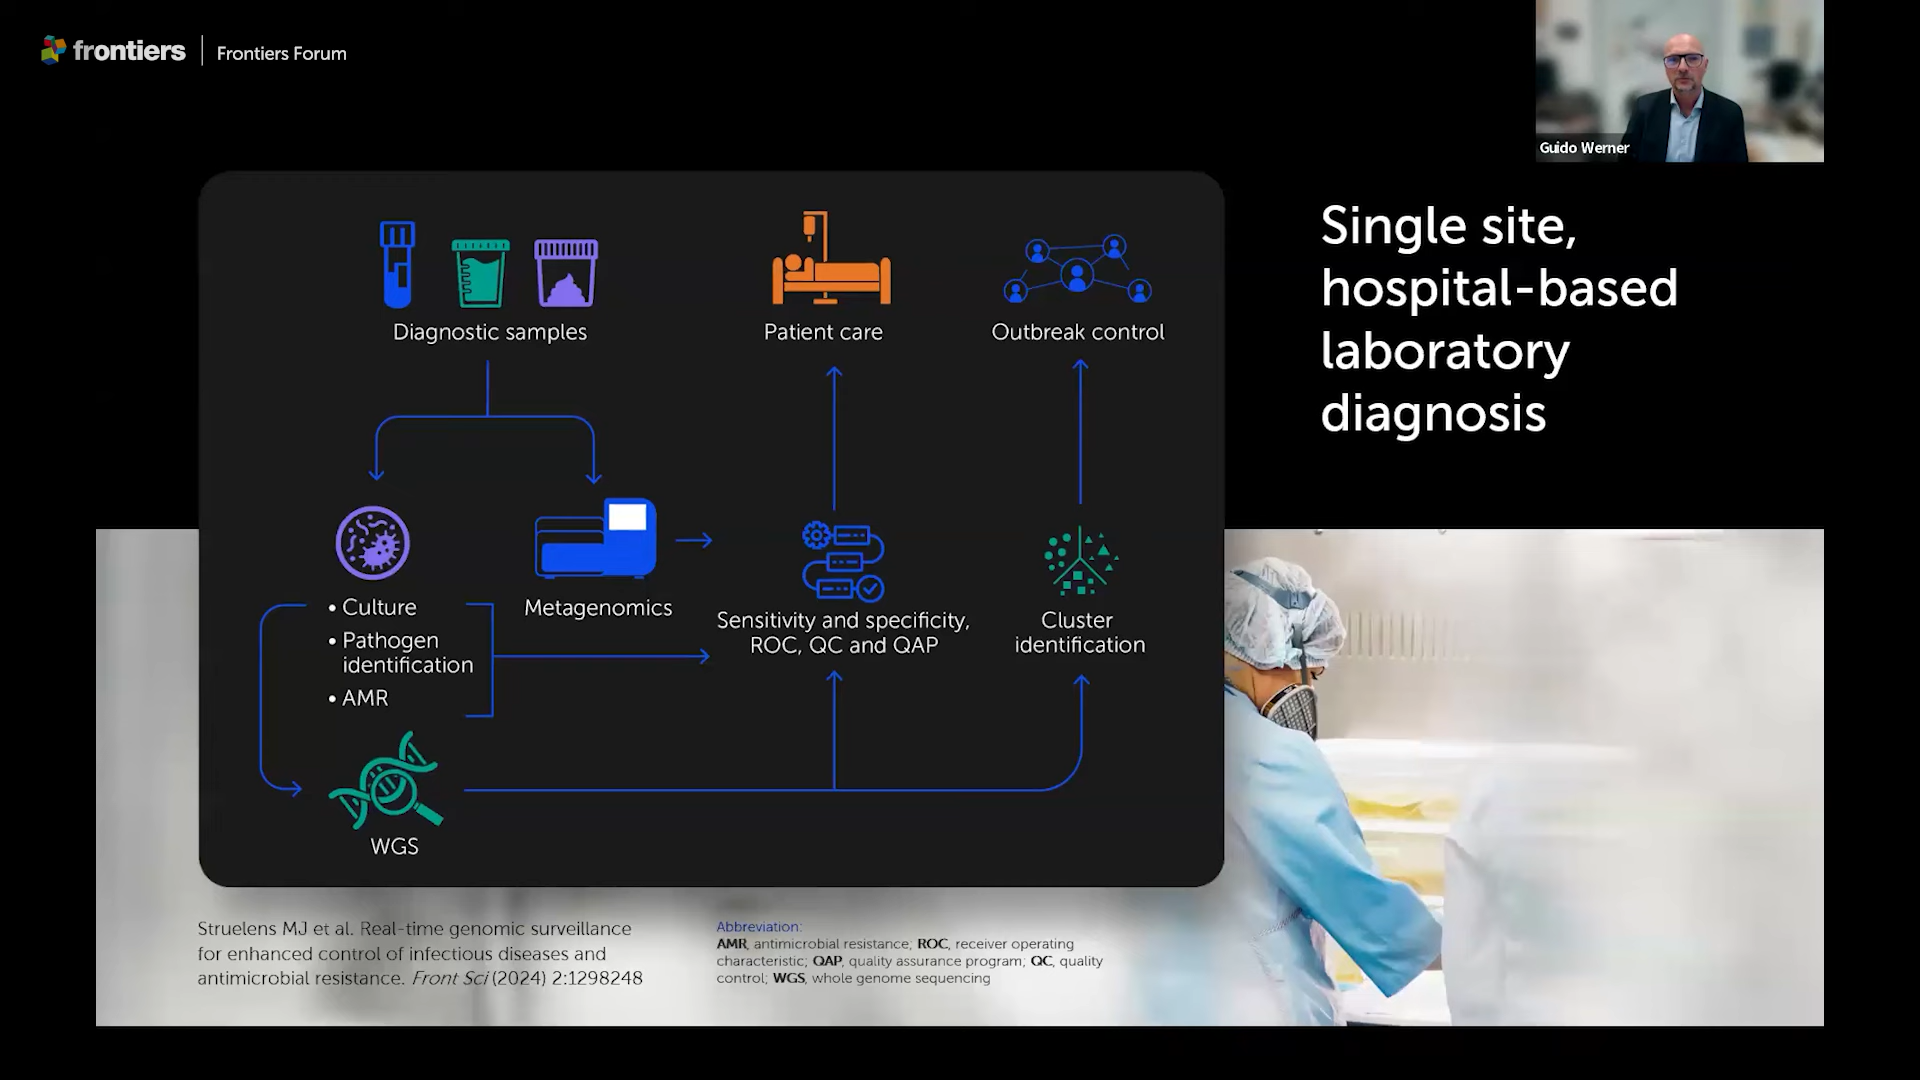 frontiers | Frontiers Forum
Guido Werner
Single site,
hospital-based
laboratory
diagnosis
Diagnostic samples
Patient care
Outbreak control
• Culture
• Pathogen
identification
• AMR
Metagenomics
Sensitivity and specificity,
ROC, QC and QAP
Cluster
identification
WGS
Struelens MJ et al. Real-time genomic surveillance
for enhanced control of infectious diseases and
antimicrobial resistance. Front Sci (2024) 2:1298248
Abbreviation:
AMR, antimicrobial resistance; ROC, receiver operating
characteristic; QAP, quality assurance program; QC, quality
control; WGS, whole genome sequencing